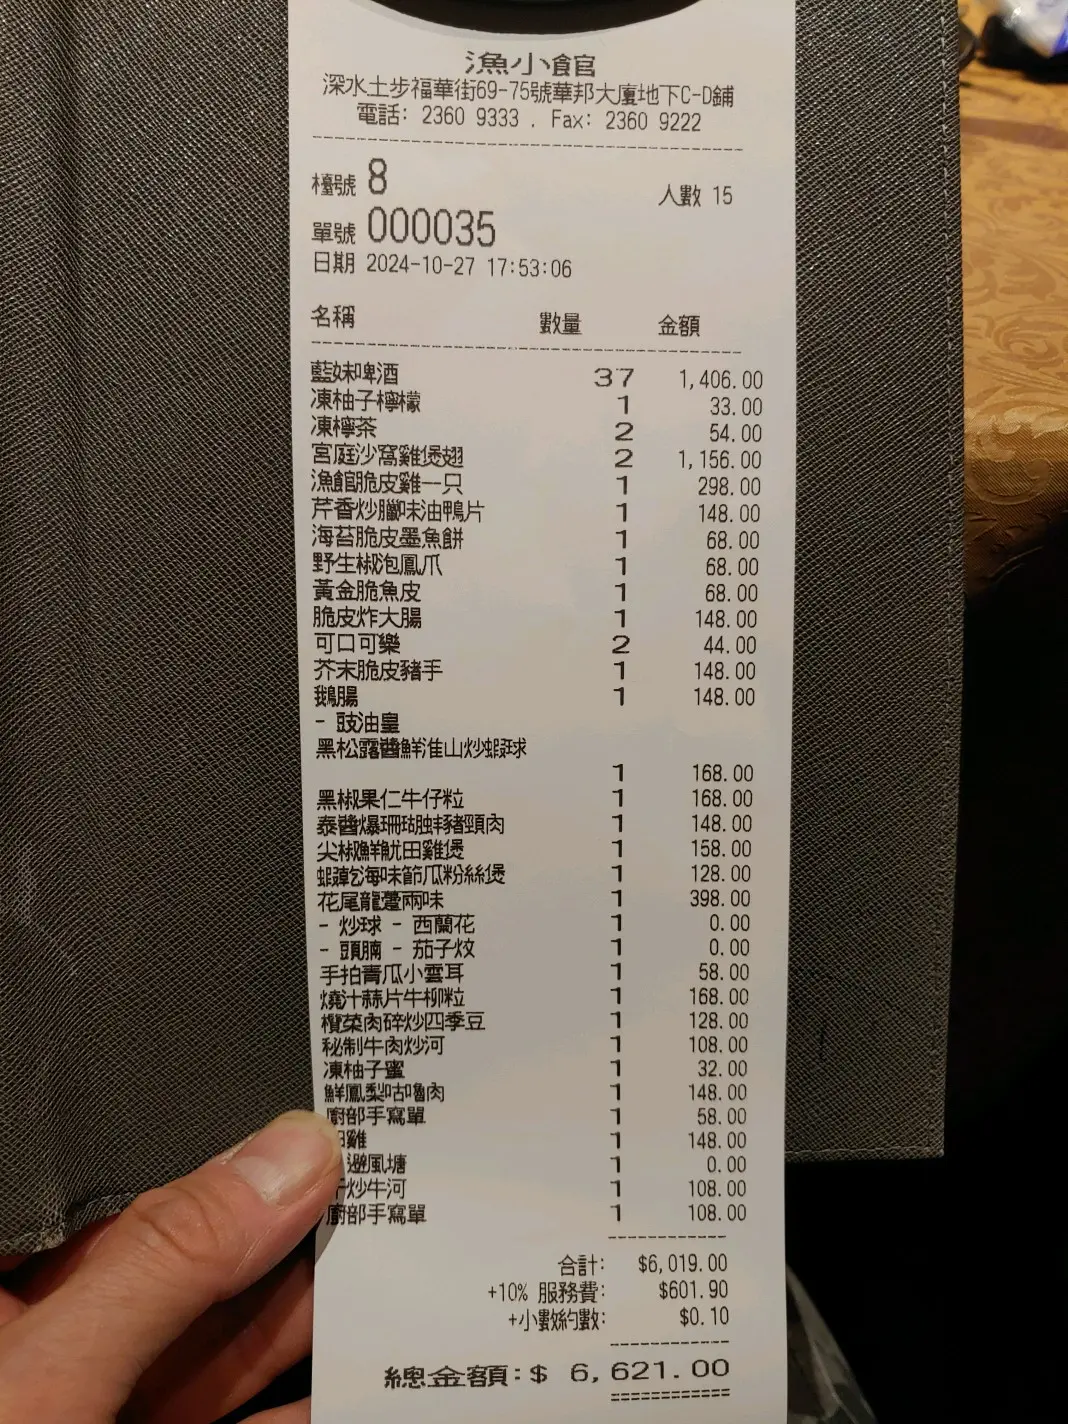 漁小館
深水土步福華街69-75號華邦大廈地下C-D鋪
電話: 2360 9333 . Fax: 2360 9222
檯號 8 人數 15
單號 000035
日期 2024-10-27 17:53:06
名稱 數量 金額
藍妹啤酒 37 1,406.00
凍柚子檸檬 1 33.00
凍檸茶 2 54.00
宮庭沙窩雞煲翅 2 1,156.00
漁館脆皮雞一只 1 298.00
芹香炒臘味油鴨片 1 148.00
海苔脆皮墨魚餅 1 68.00
野生椒泡鳳爪 1 68.00
黃金脆魚皮 1 68.00
脆皮炸大腸 1 148.00
可口可樂 2 44.00
芥末脆皮豬手 1 148.00
鵝腸 1 148.00
- 豉油皇
黑松露醬鮮淮山炒蝦球
1 168.00
黑椒果仁牛仔粒 1 168.00
泰醬爆珊瑚蚌豬頸肉 1 148.00
尖椒鮮魷田雞煲 1 158.00
蝦乾海味節瓜粉絲煲 1 128.00
花尾龍躉兩味 1 398.00
- 炒球 - 西蘭花 1 0.00
- 頭腩 - 茄子炆 1 0.00
手拍青瓜小雲耳 1 58.00
燒汁蒜片牛柳粒 1 168.00
欖菜肉碎炒四季豆 1 128.00
秘制牛肉炒河 1 108.00
凍柚子蜜 1 32.00
鮮鳳梨咕嚕肉 1 148.00
廚部手寫單 1 58.00
田雞 1 148.00
避風塘 1 0.00
干炒牛河 1 108.00
廚部手寫單 1 108.00
合計: $6,019.00
+10% 服務費: $601.90
+小數約數: $0.10
總金額:$ 6,621.00